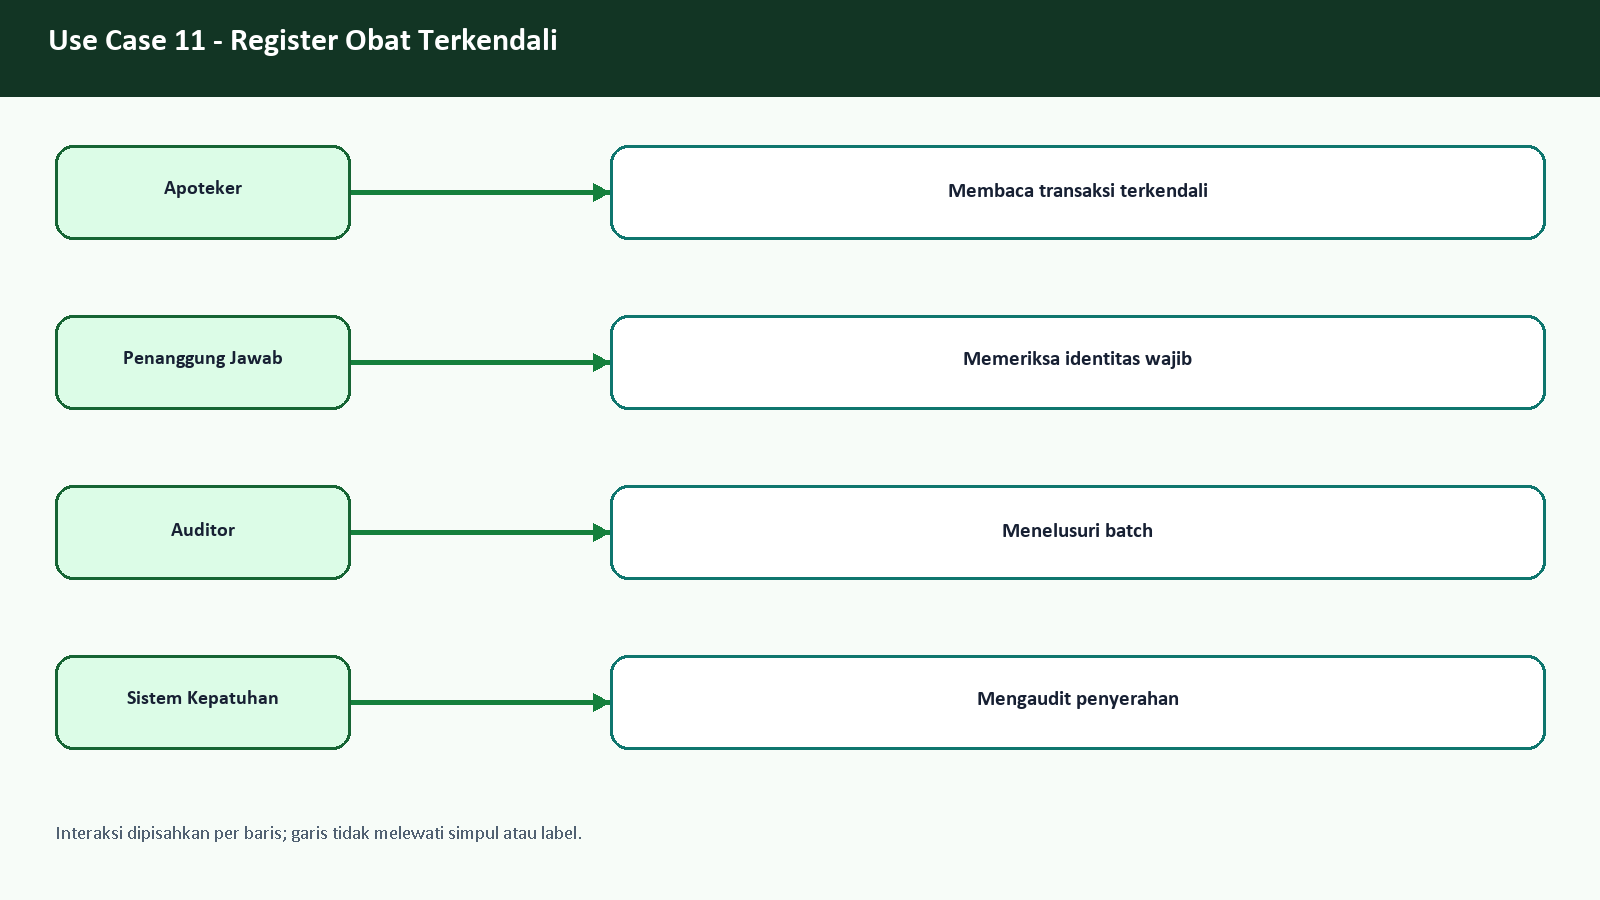 Use Case 11 - Register Obat Terkendali
Apoteker
Membaca transaksi terkendali
Penanggung Jawab
Memeriksa identitas wajib
Auditor
Menelusuri batch
Sistem Kepatuhan
Mengaudit penyerahan
Interaksi dipisahkan per baris; garis tidak melewati simpul atau label.